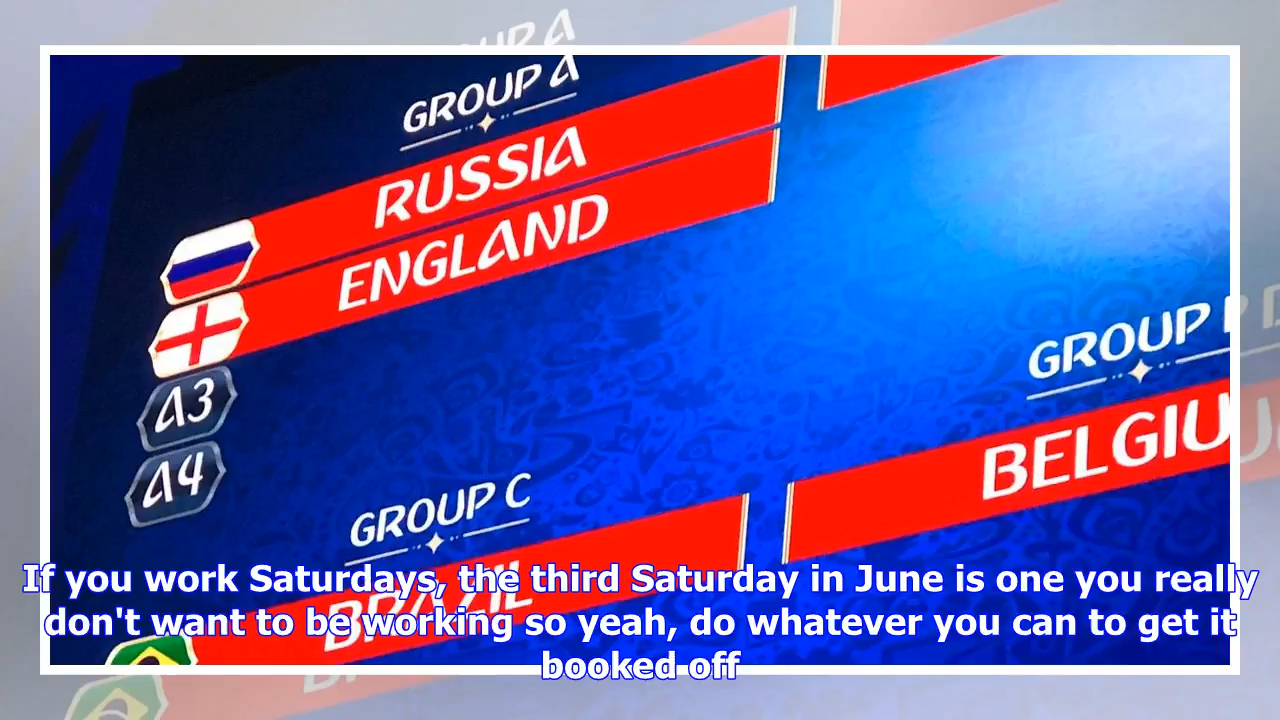 GROUP A
RUSSIA
ENGLAND
A3
A4
GROUP
BELGIU
GROUP C
BRAZIL
If you work Saturdays, the third Saturday in June is one you really
don't want to be working so yeah, do whatever you can to get it
booked off